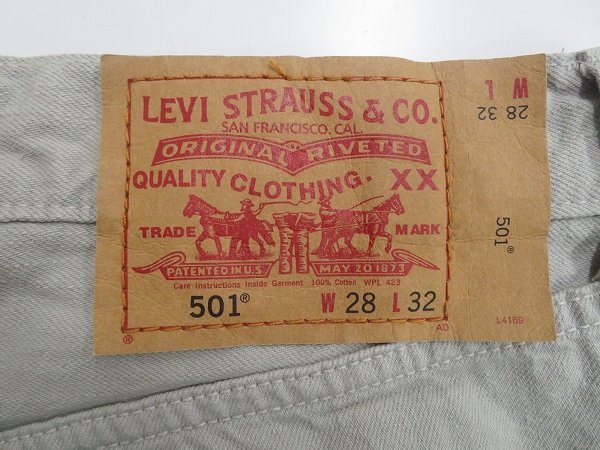 LEVI STRAUSS & CO.
SAN FRANCISCO, CAL.
ORIGINAL RIVETED
QUALITY CLOTHING. XX
TRADE MARK
PATENTED IN U.S. MAY 20 1873
Care Instructions Inside Garment 100% Cotton WPL 423
501® W 28 L 32
® AD L4169
W L
28 32
501®